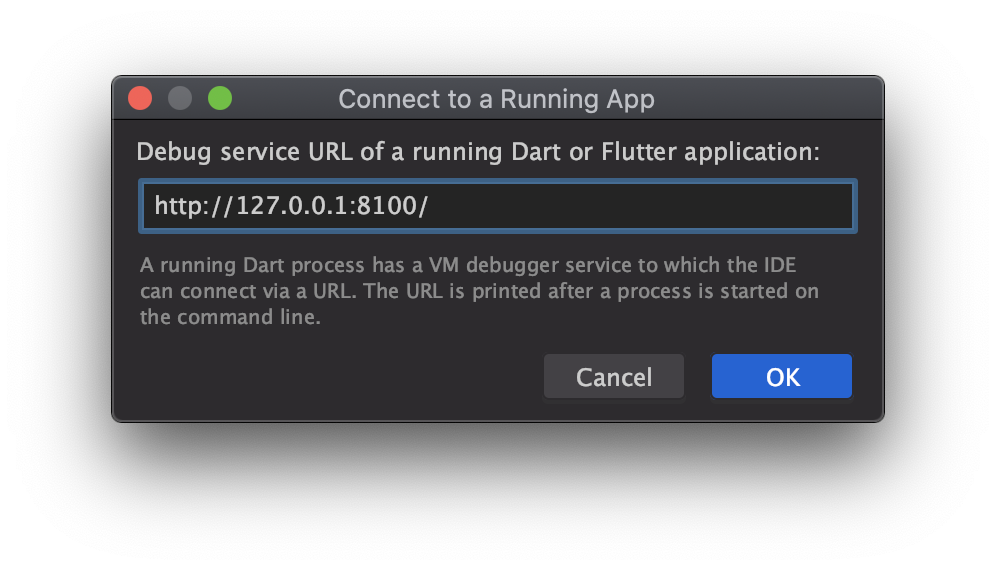 Connect to a Running App
Debug service URL of a running Dart or Flutter application:
http://127.0.0.1:8100/
A running Dart process has a VM debugger service to which the IDE
can connect via a URL. The URL is printed after a process is started on
the command line.
Cancel
OK